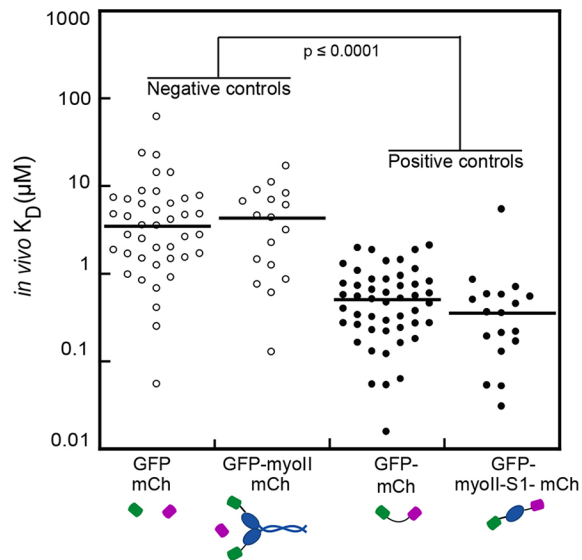 1000
p ≤ 0.0001
Negative controls
100
Positive controls
in vivo K_D (μM)
10
1
0.1
0.01
GFP
mCh
GFP-myoII
mCh
GFP-
mCh
GFP-
myoII-S1- mCh